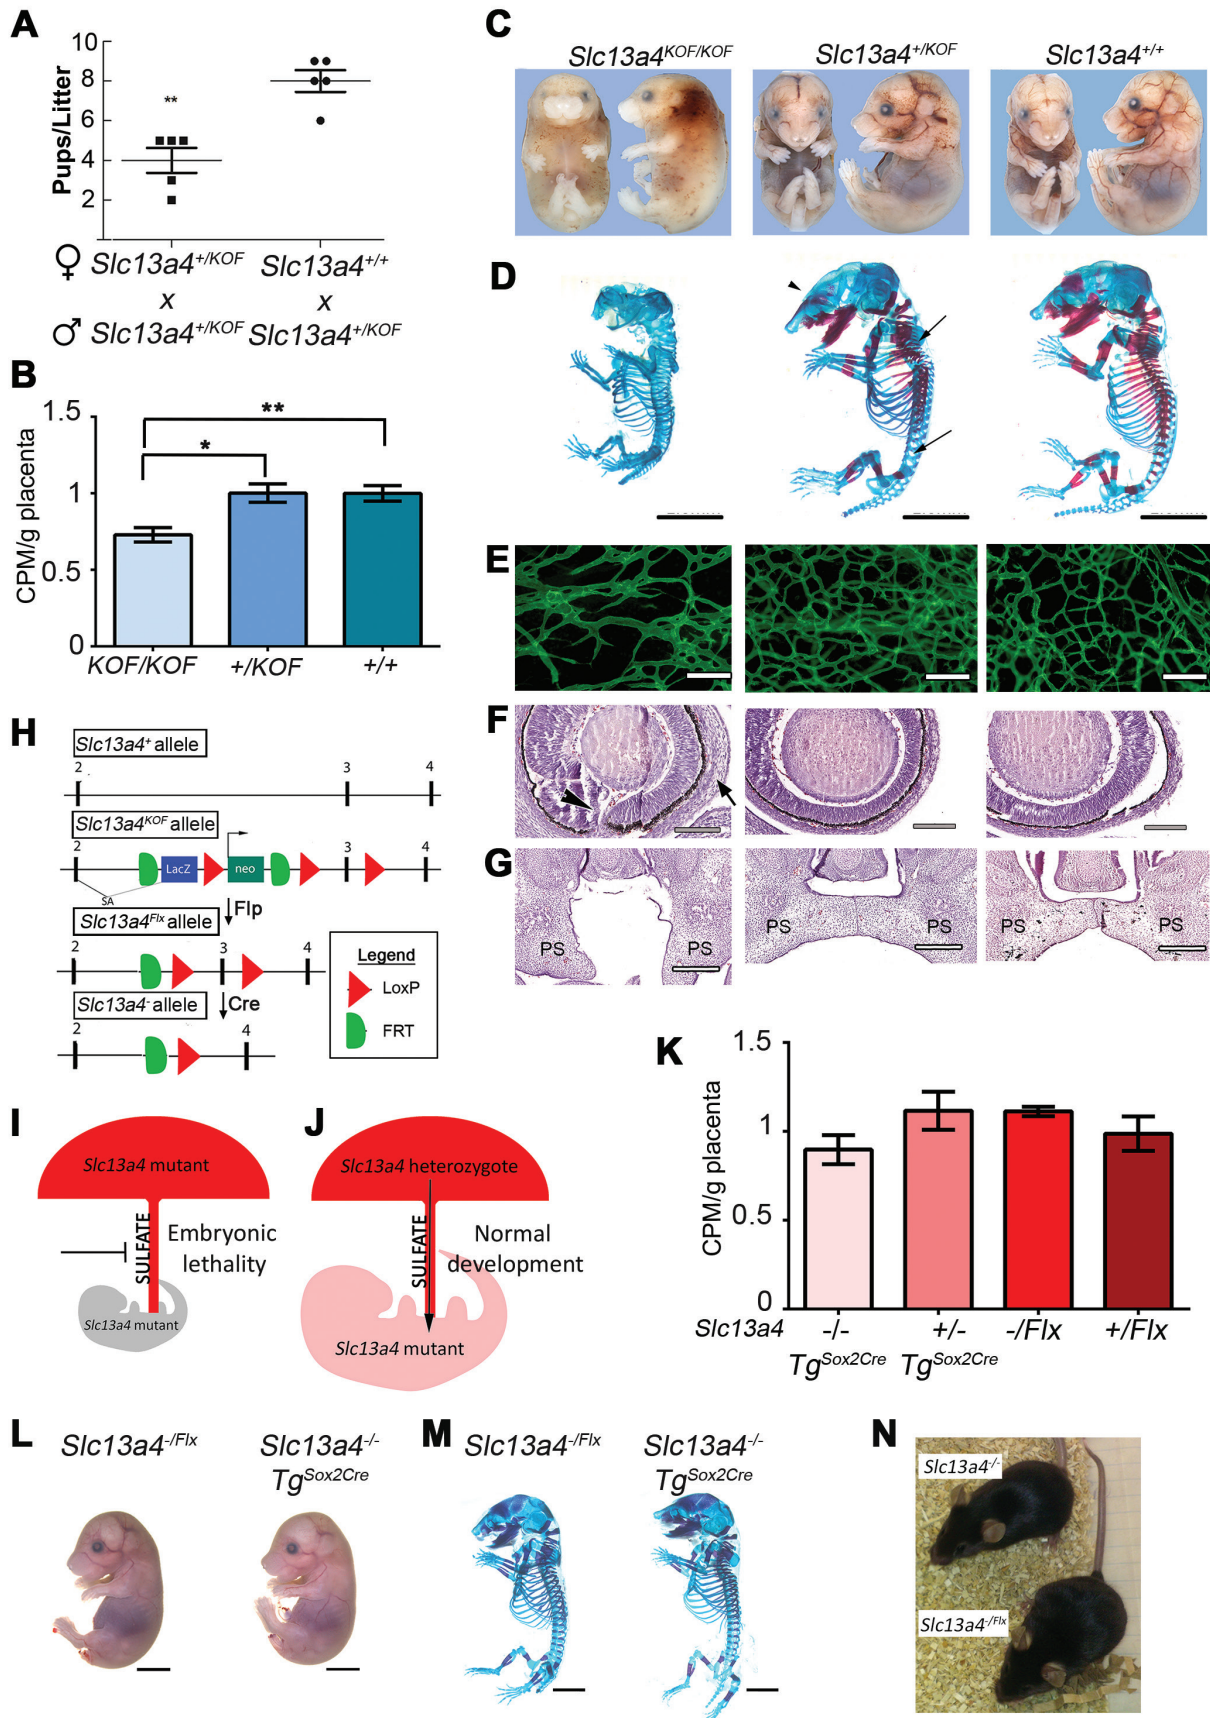 A
10
8
6
4
2
Pups/Litter
**
♀ Slc13a4+/KOF Slc13a4+/+
x x
♂ Slc13a4+/KOF Slc13a4+/KOF
B
1.5
1
0.5
0
CPM/g placenta
**
*
KOF/KOF +/KOF +/+
C
Slc13a4KOF/KOF Slc13a4+/KOF Slc13a4+/+
D
E
F
G
PS PS PS PS PS PS
H
Slc13a4+ allele
2 3 4
Slc13a4KOF allele
2 3 4
LacZ neo
SA
Flp
Slc13a4Flx allele
2 3 4
Cre
Slc13a4- allele
2 4
Legend
LoxP
FRT
I
Slc13a4 mutant
SULFATE
Embryonic
lethality
Slc13a4 mutant
J
Slc13a4 heterozygote
SULFATE
Normal
development
Slc13a4 mutant
K
1.5
1
0.5
0
CPM/g placenta
Slc13a4 -/- +/- -/Flx +/Flx
TgSox2Cre TgSox2Cre
L
Slc13a4-/Flx Slc13a4-/-
TgSox2Cre
M
Slc13a4-/Flx Slc13a4-/-
TgSox2Cre
N
Slc13a4-/-
Slc13a4-/Flx